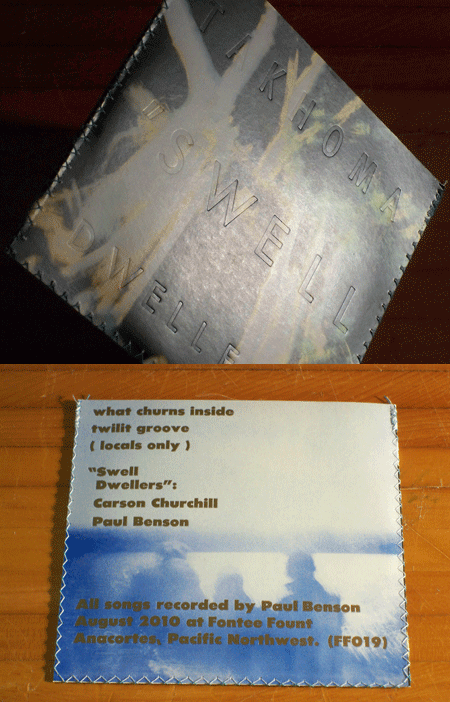 TAKHOMA
"SWELL
DWELLE
what churns inside
twilit groove
( locals only )
“Swell
Dwellers”:
Carson Churchill
Paul Benson
All songs recorded by Paul Benson
August 2010 at Fontee Fount
Anacortes, Pacific Northwest. (FF019)